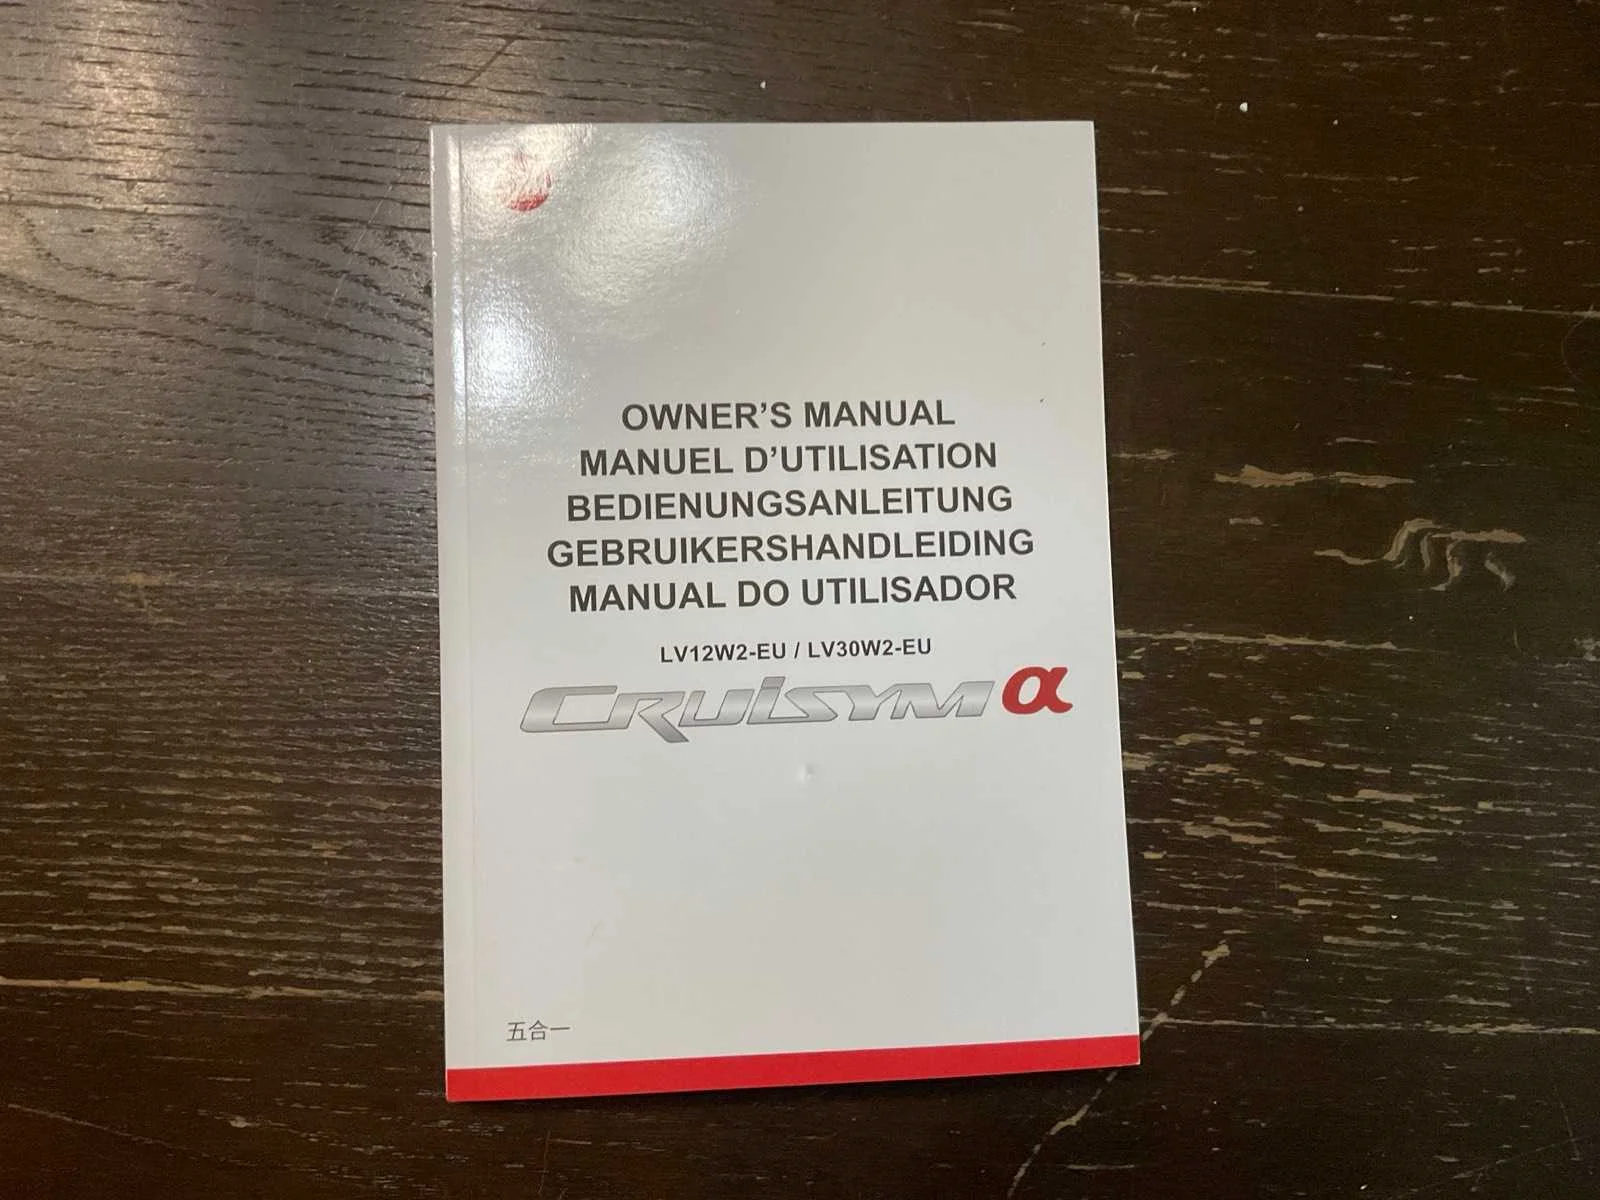 OWNER'S MANUAL
MANUEL D'UTILISATION
BEDIENUNGSANLEITUNG
GEBRUIKERSHANDLEIDING
MANUAL DO UTILISADOR
LV12W2-EU / LV30W2-EU
CRUiSYM α
五合一